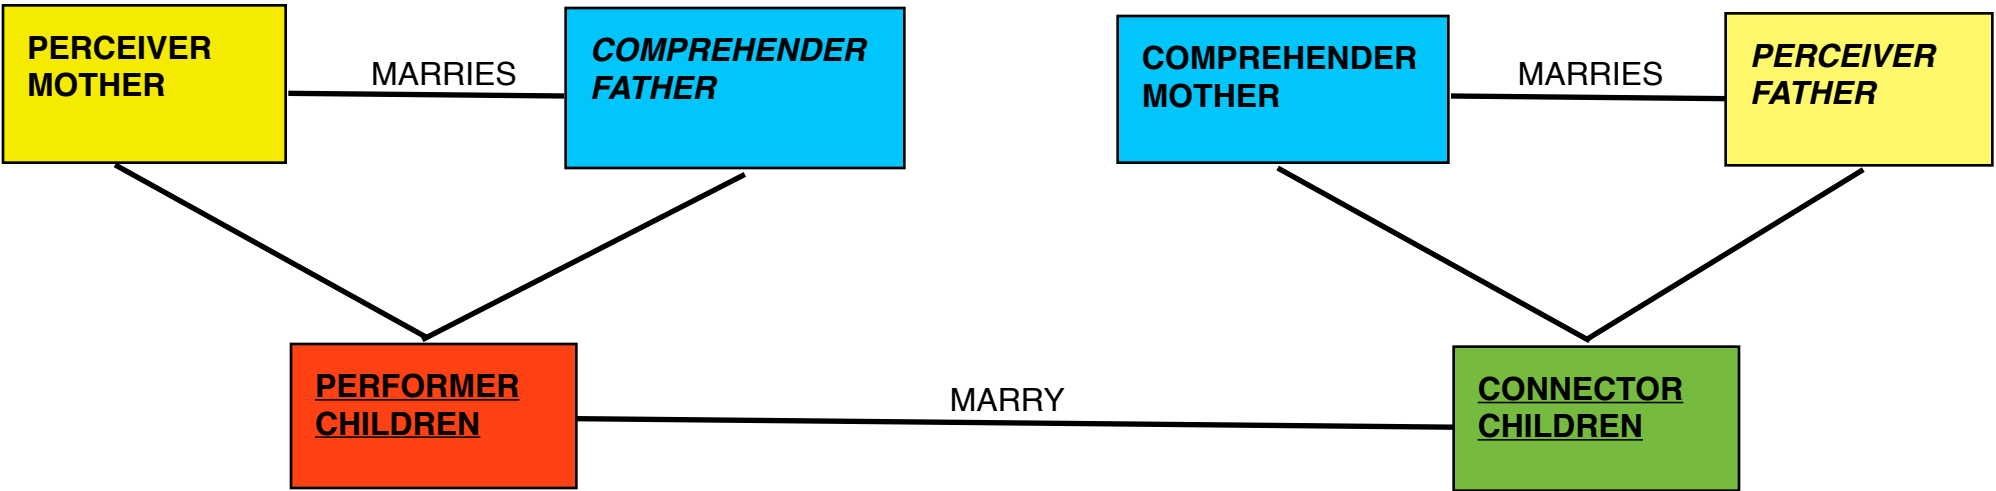 PERCEIVER
MOTHER
MARRIES
COMPREHENDER
FATHER
COMPREHENDER
MOTHER
MARRIES
PERCEIVER
FATHER
PERFORMER
CHILDREN
MARRY
CONNECTOR
CHILDREN